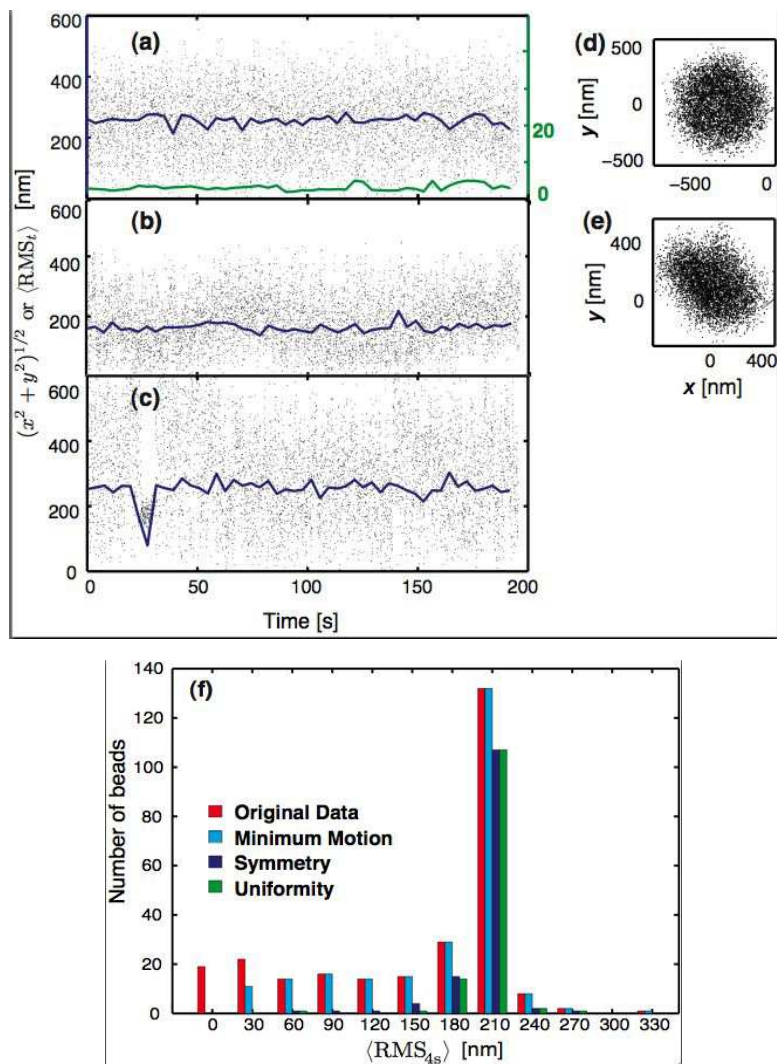 (a)
600
400
200
20
0
(b)
600
400
200
(c)
600
400
200
0
0 50 100 150 200
Time [s]
(x² + y²)^{1/2} or ⟨RMS_t⟩ [nm]
(d)
500
0
−500
y [nm]
−500 0
(e)
400
0
y [nm]
0 400
x [nm]
(f)
140
120
100
80
60
40
20
0
Number of beads
Original Data
Minimum Motion
Symmetry
Uniformity
0 30 60 90 120 150 180 210 240 270 330
⟨RMS_{4s}⟩ [nm]